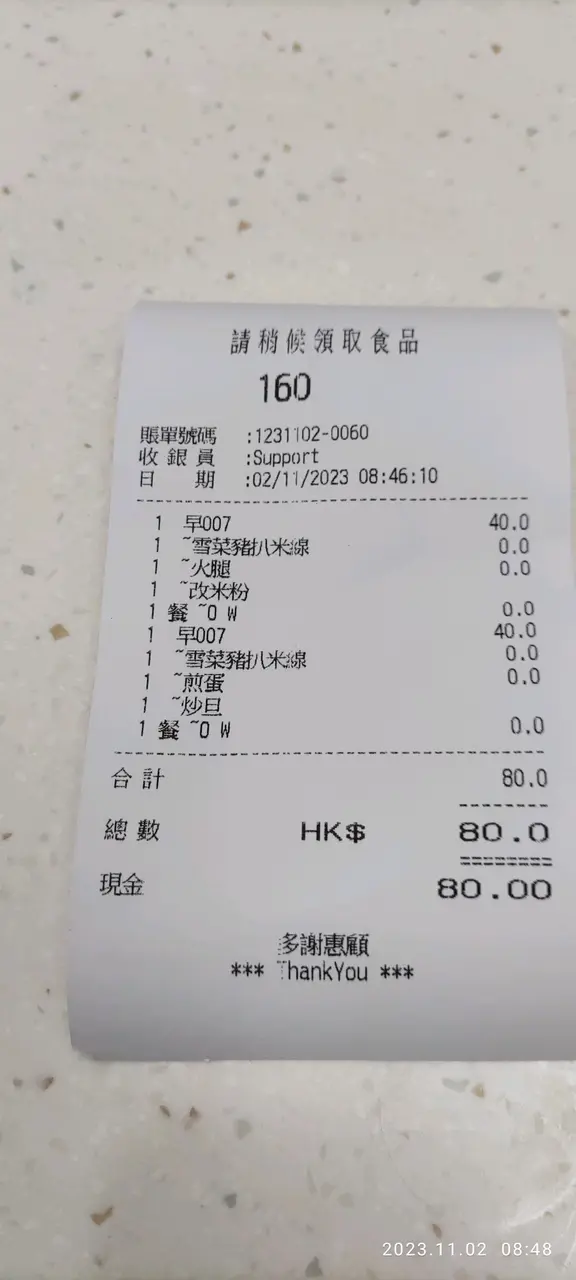 請稍候領取食品
160
賬單號碼 :1231102-0060
收銀員 :Support
日 期 :02/11/2023 08:46:10
1 早007 40.0
1 ~雪菜豬扒米線 0.0
1 ~火腿 0.0
1 ~改米粉
1 餐 ~O W 0.0
1 早007 40.0
1 ~雪菜豬扒米線 0.0
1 ~煎蛋 0.0
1 ~炒旦
1 餐 ~O W 0.0
合計 80.0
總數 HK$ 80.0
現金 80.00
多謝惠顧
*** ThankYou ***
2023.11.02 08:48